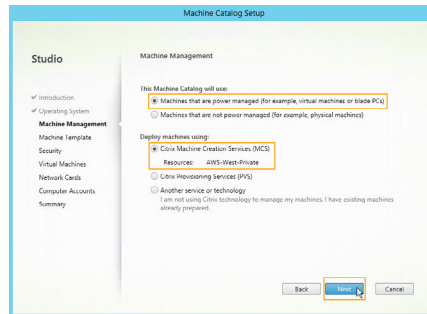 Machine Catalog Setup
Studio
Introduction
Operating System
Machine Management
Machine Template
Security
Virtual Machines
Network Cards
Computer Accounts
Summary
Machine Management
This Machine Catalog will use:
Machines that are power managed (for example, virtual machines or blade PCs)
Machines that are not power managed (for example, physical machines)
Deploy machines using:
Citrix Machine Creation Services (MCS)
Resources: AWS-West-Private
Citrix Provisioning Services (PVS)
Another service or technology
I am not using Citrix technology to manage my machines. I have existing machines
already prepared.
Back Next Cancel